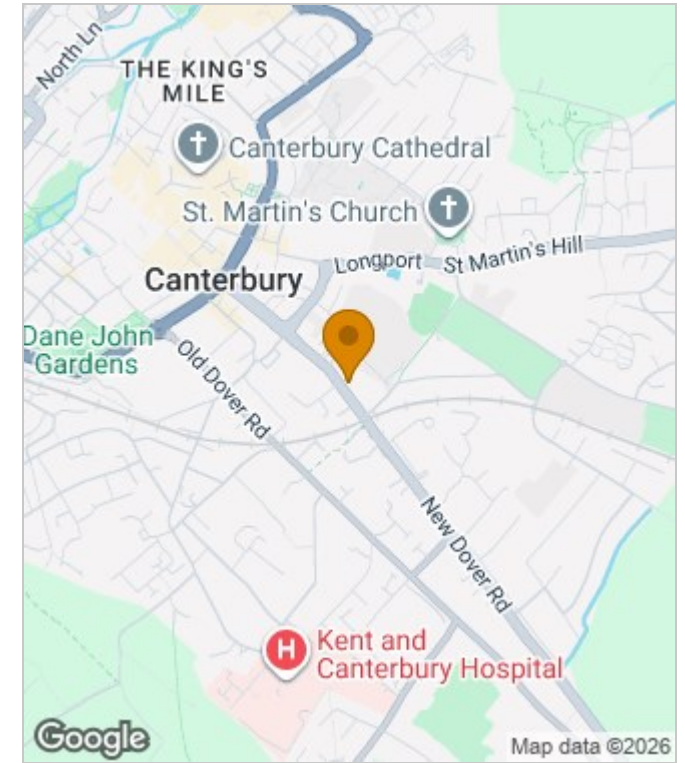 North Ln
THE KING'S
MILE
Canterbury Cathedral
St. Martin's Church
Longport
St Martin's Hill
Canterbury
Dane John
Gardens
Old Dover Rd
New Dover Rd
H
Kent and
Canterbury Hospital
Google
Map data ©2026